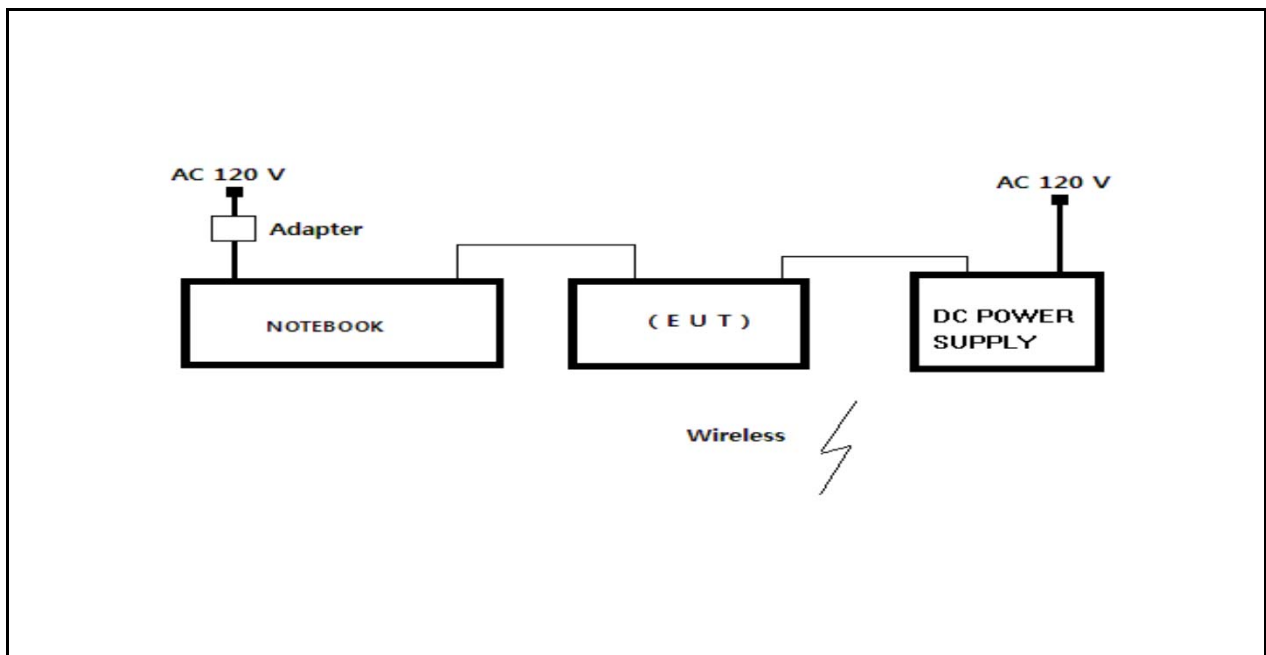 AC 120 V
AC 120 V
Adapter
NOTEBOOK
( E U T )
DC POWER
SUPPLY
Wireless